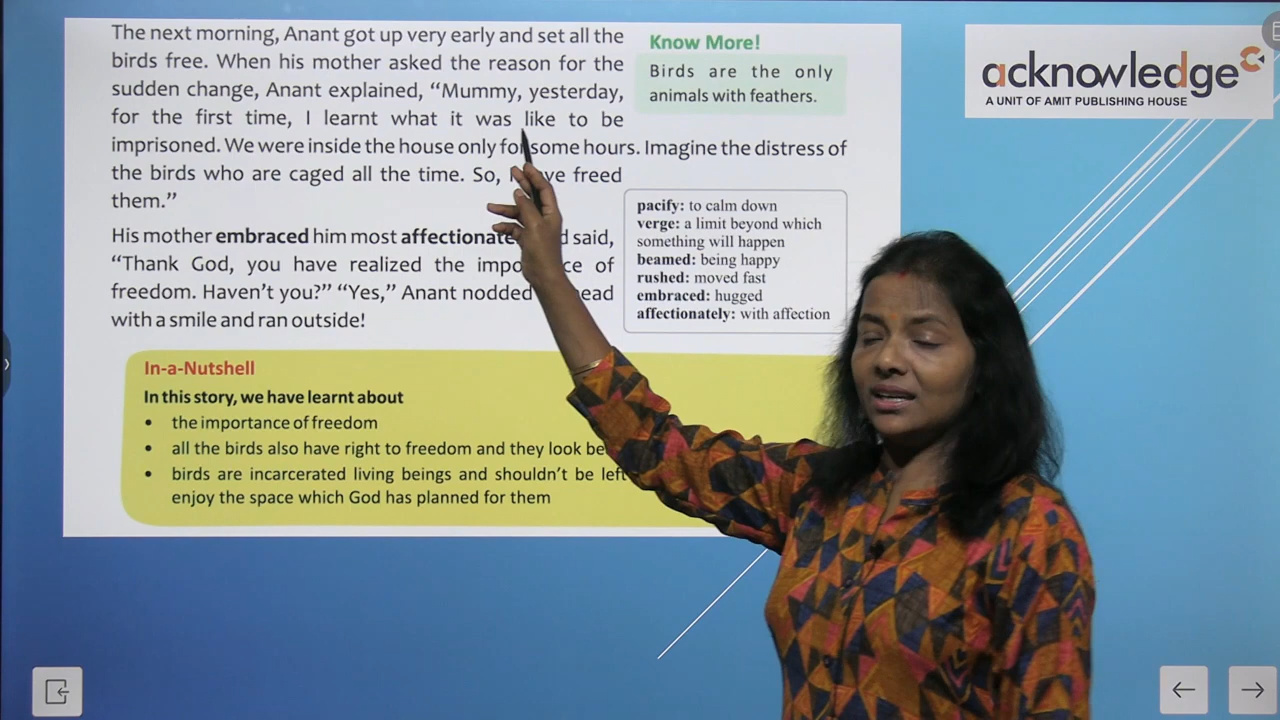 The next morning, Anant got up very early and set all the
birds free. When his mother asked the reason for the
sudden change, Anant explained, “Mummy, yesterday,
for the first time, I learnt what it was like to be
imprisoned. We were inside the house only for some hours. Imagine the distress of
the birds who are caged all the time. So, I freed
them.”
His mother embraced him most said,
“Thank God, you have realized the of
freedom. Haven’t you?” “Yes,” Anant nodded
with a smile and ran outside!
Know More!
Birds are the only
animals with feathers.
pacify: to calm down
verge: a limit beyond which
something will happen
beamed: being happy
rushed: moved fast
embraced: hugged
affectionately: with affection
In-a-Nutshell
In this story, we have learnt about
• the importance of freedom
• all the birds also have right to freedom and they look
• birds are incarcerated living beings and shouldn’t be left
enjoy the space which God has planned for them
acknowledge
A UNIT OF AMIT PUBLISHING HOUSE